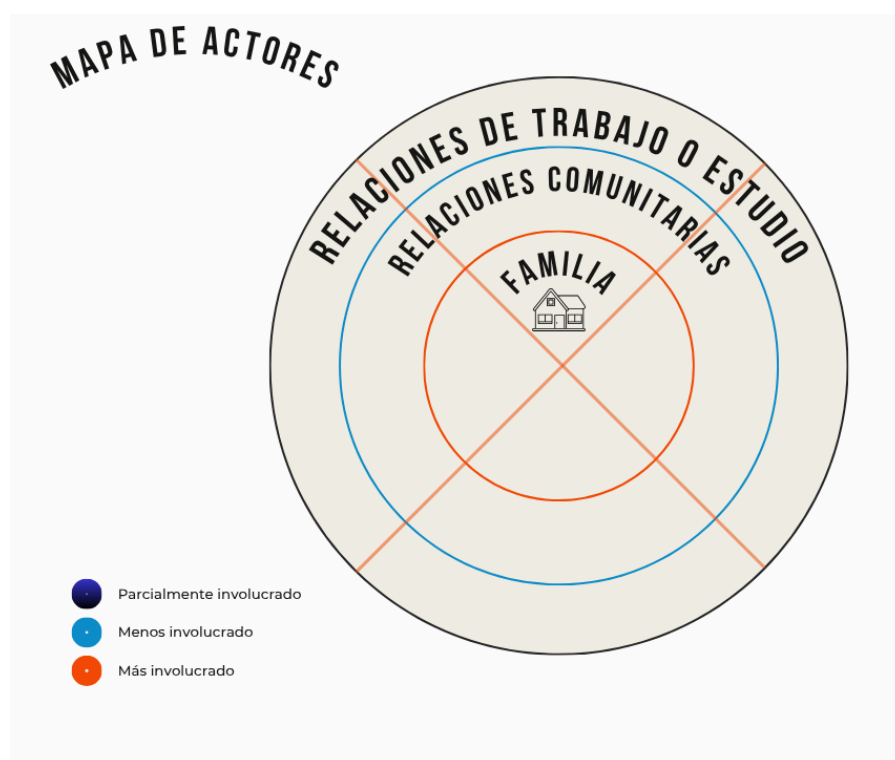 MAPA DE ACTORES
RELACIONES DE TRABAJO O ESTUDIO
RELACIONES COMUNITARIAS
FAMILIA
Parcialmente involucrado
Menos involucrado
Más involucrado